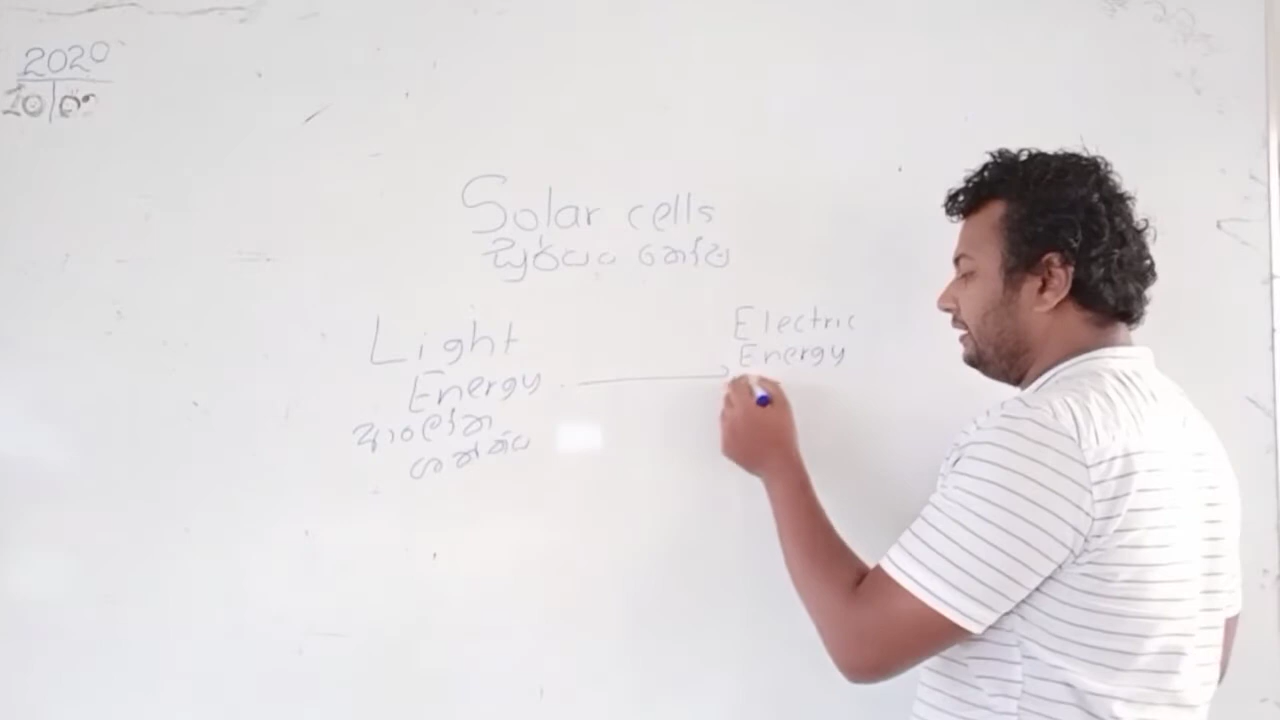 2020
Solar cells
සූර්ය කෝෂ
Light
Energy
ආලෝක
ශක්තිය
Electric
Energy